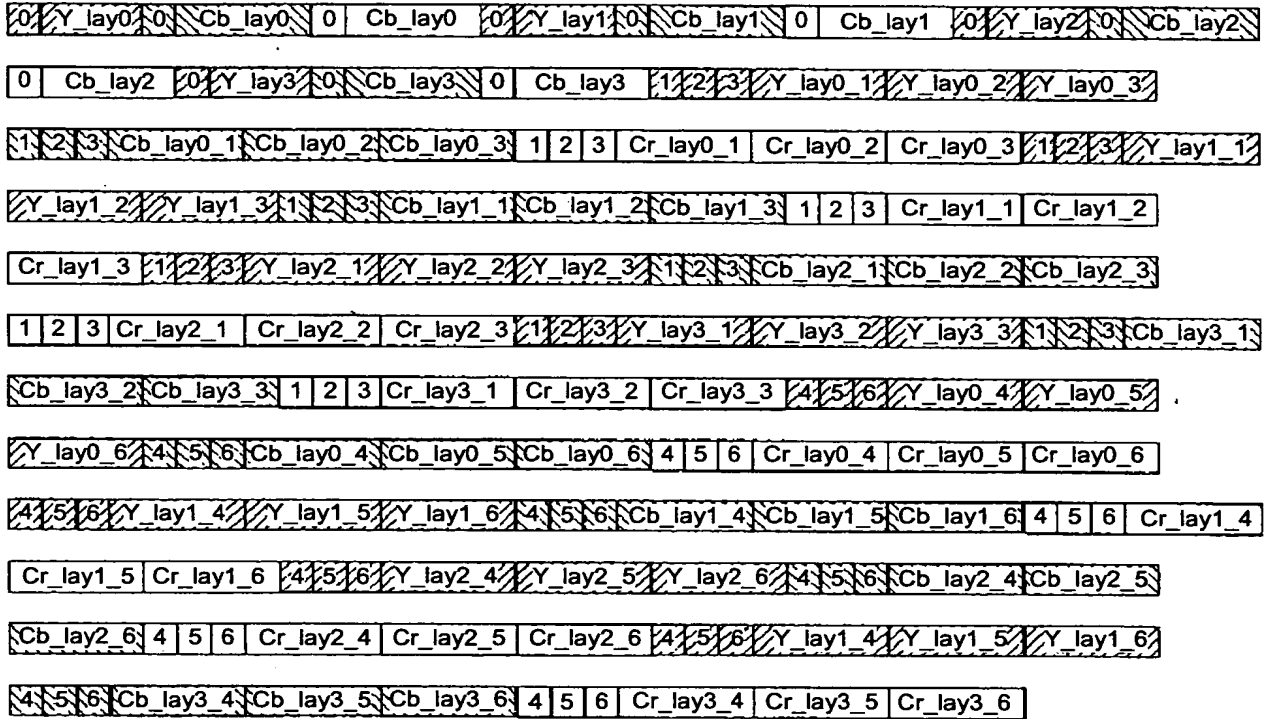 0 Y_lay0 0 Cb_lay0 0 Cb_lay0 0 Y_lay1 0 Cb_lay1 0 Cb_lay1 0 Y_lay2 0 Cb_lay2
0 Cb_lay2 0 Y_lay3 0 Cb_lay3 0 Cb_lay3 1 2 3 Y_lay0_1 Y_lay0_2 Y_lay0_3
1 2 3 Cb_lay0_1 Cb_lay0_2 Cb_lay0_3 1 2 3 Cr_lay0_1 Cr_lay0_2 Cr_lay0_3 1 2 3 Y_lay1_1
Y_lay1_2 Y_lay1_3 1 2 3 Cb_lay1_1 Cb_lay1_2 Cb_lay1_3 1 2 3 Cr_lay1_1 Cr_lay1_2
Cr_lay1_3 1 2 3 Y_lay2_1 Y_lay2_2 Y_lay2_3 1 2 3 Cb_lay2_1 Cb_lay2_2 Cb_lay2_3
1 2 3 Cr_lay2_1 Cr_lay2_2 Cr_lay2_3 1 2 3 Y_lay3_1 Y_lay3_2 Y_lay3_3 1 2 3 Cb_lay3_1
Cb_lay3_2 Cb_lay3_3 1 2 3 Cr_lay3_1 Cr_lay3_2 Cr_lay3_3 4 5 6 Y_lay0_4 Y_lay0_5
Y_lay0_6 4 5 6 Cb_lay0_4 Cb_lay0_5 Cb_lay0_6 4 5 6 Cr_lay0_4 Cr_lay0_5 Cr_lay0_6
4 5 6 Y_lay1_4 Y_lay1_5 Y_lay1_6 4 5 6 Cb_lay1_4 Cb_lay1_5 Cb_lay1_6 4 5 6 Cr_lay1_4
Cr_lay1_5 Cr_lay1_6 4 5 6 Y_lay2_4 Y_lay2_5 Y_lay2_6 4 5 6 Cb_lay2_4 Cb_lay2_5
Cb_lay2_6 4 5 6 Cr_lay2_4 Cr_lay2_5 Cr_lay2_6 4 5 6 Y_lay1_4 Y_lay1_5 Y_lay1_6
4 5 6 Cb_lay3_4 Cb_lay3_5 Cb_lay3_6 4 5 6 Cr_lay3_4 Cr_lay3_5 Cr_lay3_6